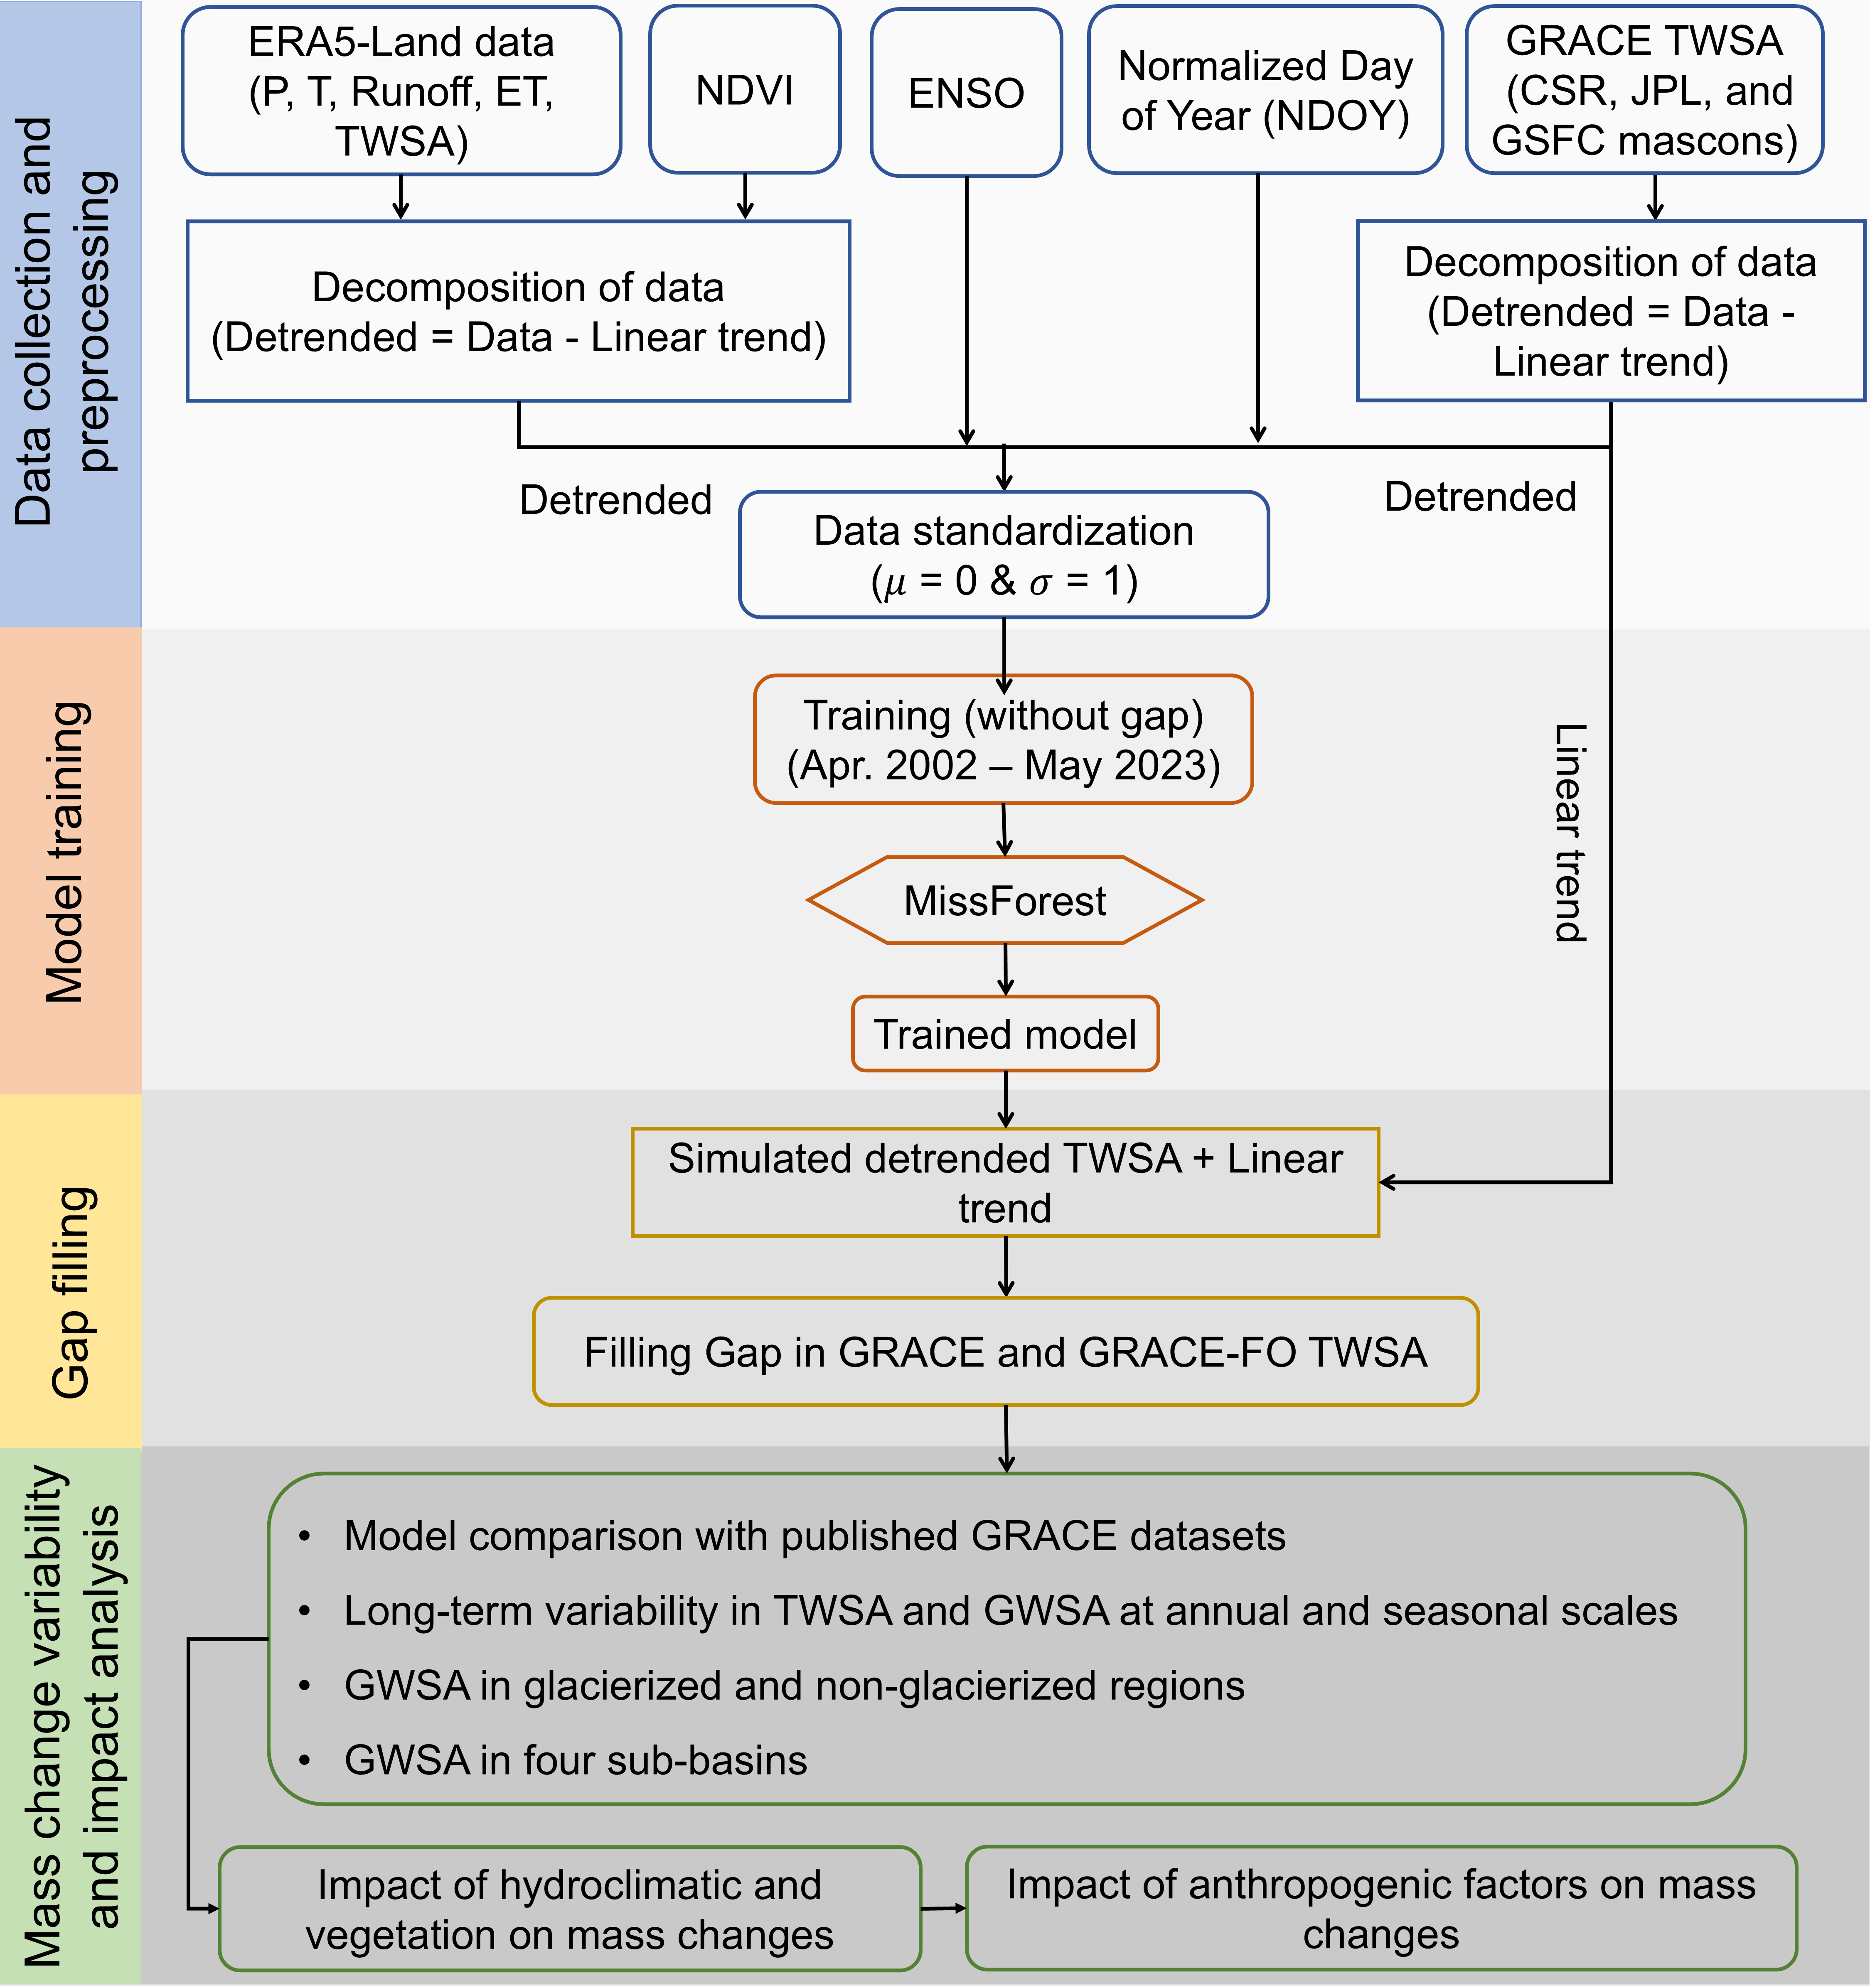 Data collection and
preprocessing
ERA5-Land data
(P, T, Runoff, ET,
TWSA)
NDVI
ENSO
Normalized Day
of Year (NDOY)
GRACE TWSA
(CSR, JPL, and
GSFC mascons)
Decomposition of data
(Detrended = Data - Linear trend)
Decomposition of data
(Detrended = Data -
Linear trend)
Detrended
Detrended
Data standardization
(𝜇 = 0 & 𝜎 = 1)
Model training
Training (without gap)
(Apr. 2002 – May 2023)
MissForest
Trained model
Linear trend
Gap filling
Simulated detrended TWSA + Linear
trend
Filling Gap in GRACE and GRACE-FO TWSA
Mass change variability
and impact analysis
• Model comparison with published GRACE datasets
• Long-term variability in TWSA and GWSA at annual and seasonal scales
• GWSA in glacierized and non-glacierized regions
• GWSA in four sub-basins
Impact of hydroclimatic and
vegetation on mass changes
Impact of anthropogenic factors on mass
changes